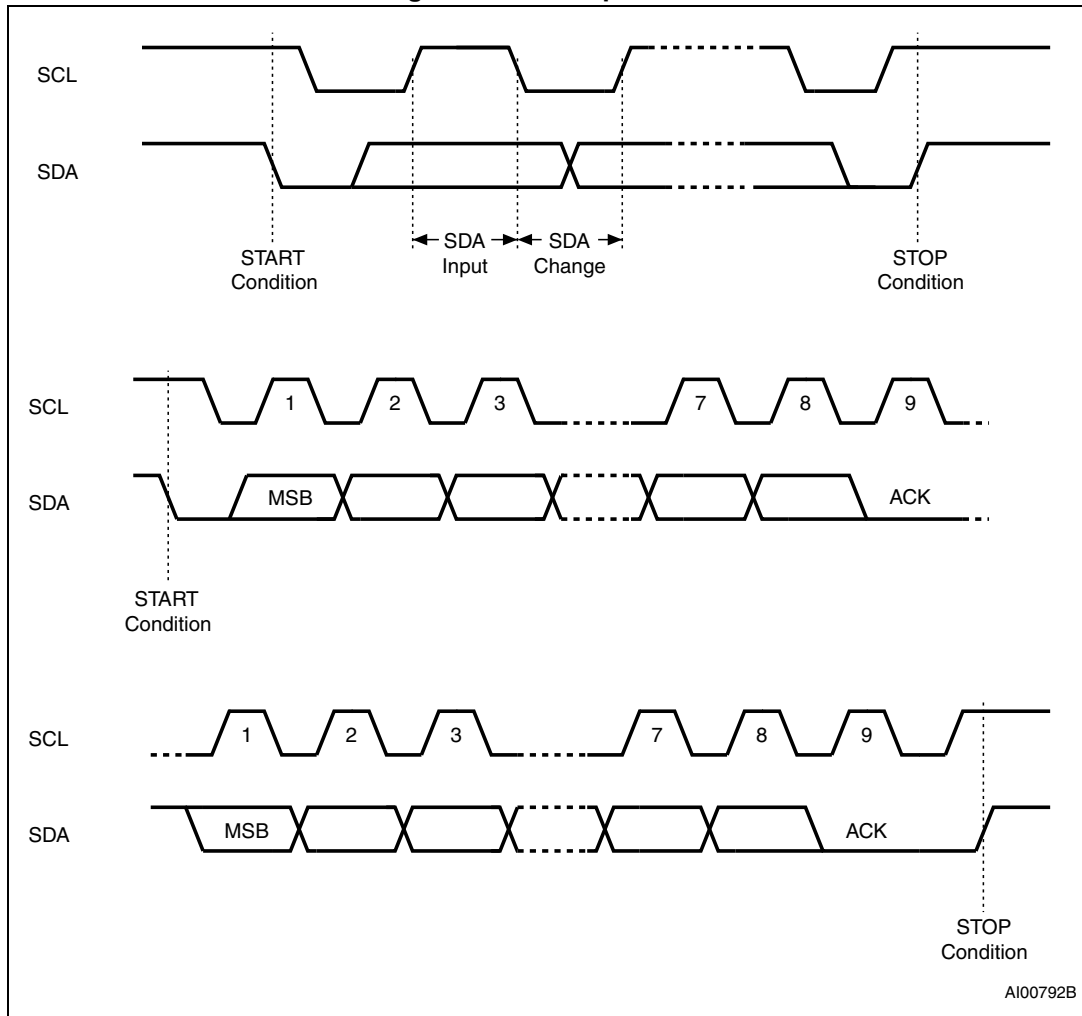 SCL
SDA
START
Condition
SDA
Input
SDA
Change
STOP
Condition
SCL
1 2 3 7 8 9
SDA
MSB ACK
START
Condition
SCL
1 2 3 7 8 9
SDA
MSB ACK
STOP
Condition
AI00792B